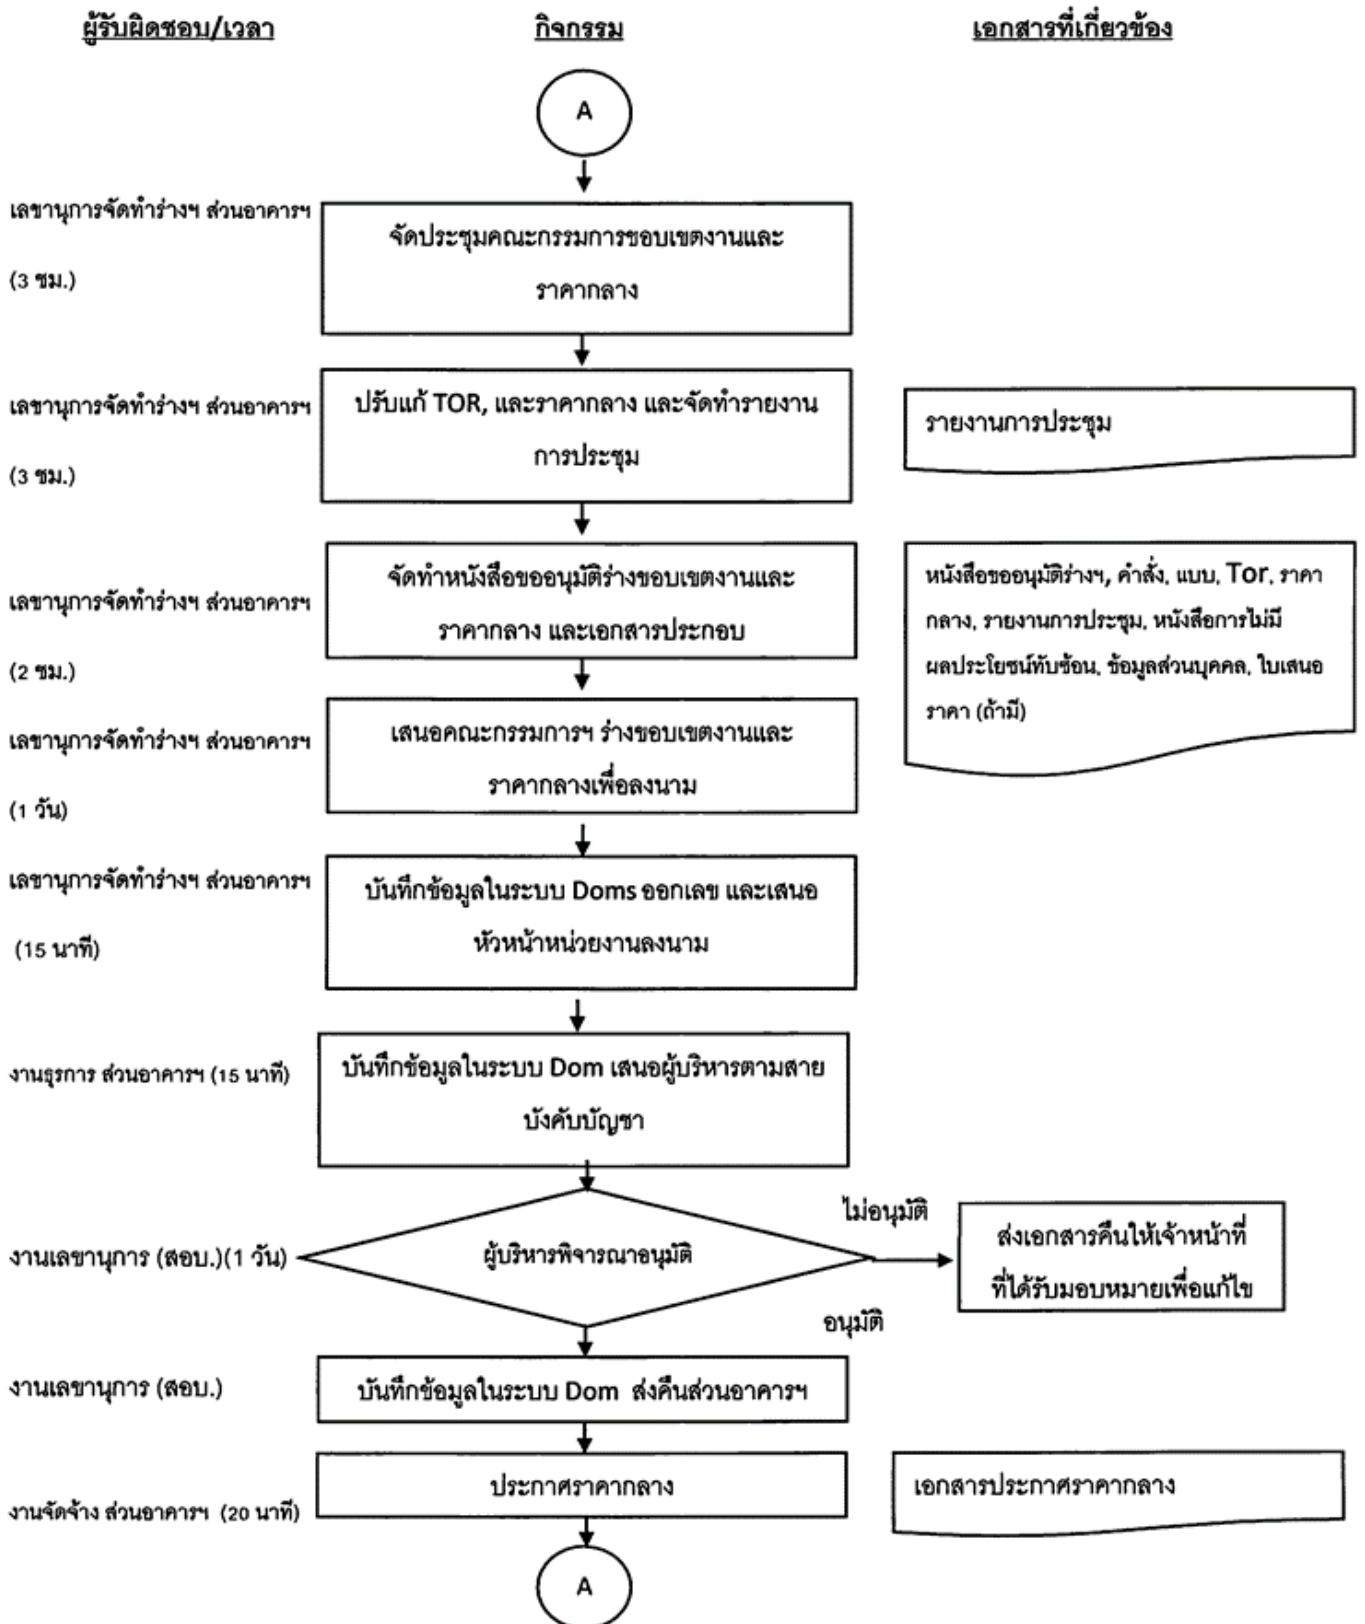 ผู้รับผิดชอบ/เวลา
กิจกรรม
เอกสารที่เกี่ยวข้อง
A
เลขานุการจัดทำร่างฯ ส่วนอาคารฯ
(3 ชม.)
จัดประชุมคณะกรรมการขอบเขตงานและ
ราคากลาง
เลขานุการจัดทำร่างฯ ส่วนอาคารฯ
(3 ชม.)
ปรับแก้ TOR, และราคากลาง และจัดทำรายงาน
การประชุม
รายงานการประชุม
เลขานุการจัดทำร่างฯ ส่วนอาคารฯ
(2 ชม.)
จัดทำหนังสือขออนุมัติร่างขอบเขตงานและ
ราคากลาง และเอกสารประกอบ
หนังสือขออนุมัติร่างฯ, คำสั่ง, แบบ, Tor, ราคา
กลาง, รายงานการประชุม, หนังสือการไม่มี
ผลประโยชน์ทับซ้อน, ข้อมูลส่วนบุคคล, ใบเสนอ
ราคา (ถ้ามี)
เลขานุการจัดทำร่างฯ ส่วนอาคารฯ
(1 วัน)
เสนอคณะกรรมการฯ ร่างขอบเขตงานและ
ราคากลางเพื่อลงนาม
เลขานุการจัดทำร่างฯ ส่วนอาคารฯ
(15 นาที)
บันทึกข้อมูลในระบบ Doms ออกเลข และเสนอ
หัวหน้าหน่วยงานลงนาม
งานธุรการ ส่วนอาคารฯ (15 นาที)
บันทึกข้อมูลในระบบ Dom เสนอผู้บริหารตามสาย
บังคับบัญชา
งานเลขานุการ (สอบ.)(1 วัน)
ผู้บริหารพิจารณาอนุมัติ
ไม่อนุมัติ
ส่งเอกสารคืนให้เจ้าหน้าที่
ที่ได้รับมอบหมายเพื่อแก้ไข
อนุมัติ
งานเลขานุการ (สอบ.)
บันทึกข้อมูลในระบบ Dom ส่งคืนส่วนอาคารฯ
งานจัดจ้าง ส่วนอาคารฯ (20 นาที)
ประกาศราคากลาง
เอกสารประกาศราคากลาง
A